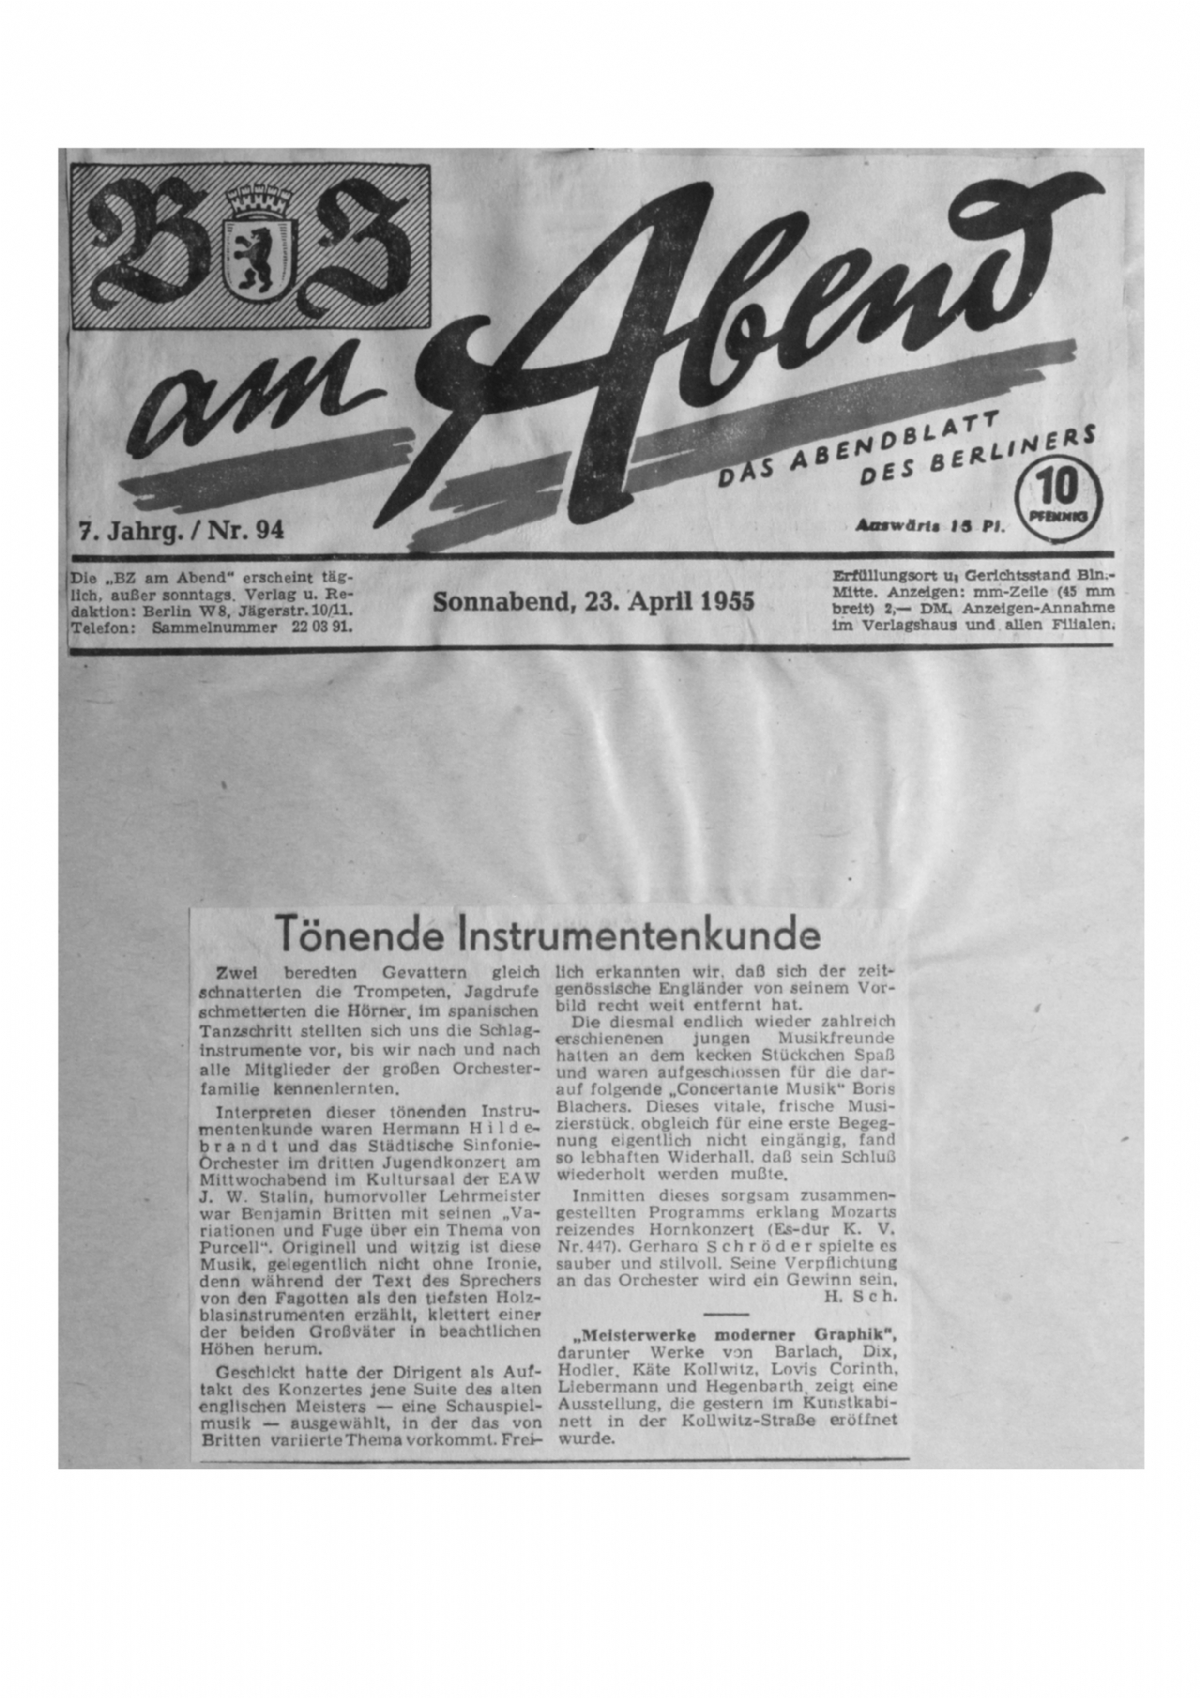 BZ
am Abend
DAS ABENDBLATT
DES BERLINERS
10
PFENNIG
7. Jahrg. / Nr. 94
Auswärts 15 Pf.
Die „BZ am Abend“ erscheint täg-
lich, außer sonntags. Verlag u. Re-
daktion: Berlin W 8, Jägerstr. 10/11.
Telefon: Sammelnummer 22 03 91.
Sonnabend, 23. April 1955
Erfüllungsort u. Gerichtsstand Bln.-
Mitte. Anzeigen: mm-Zeile (45 mm
breit) 2,— DM. Anzeigen-Annahme
im Verlagshaus und allen Filialen.
Tönende Instrumentenkunde
Zwei beredten Gevattern gleich
schnatterten die Trompeten, Jagdrufe
schmetterten die Hörner, im spanischen
Tanzschritt stellten sich uns die Schlag-
instrumente vor, bis wir nach und nach
alle Mitglieder der großen Orchester-
familie kennenlernten.
Interpreten dieser tönenden Instru-
mentenkunde waren Hermann Hilde-
brandt und das Städtische Sinfonie-
Orchester im dritten Jugendkonzert am
Mittwochabend im Kultursaal der EAW
J. W. Stalin, humorvoller Lehrmeister
war Benjamin Britten mit seinen „Va-
riationen und Fuge über ein Thema von
Purcell“. Originell und witzig ist diese
Musik, gelegentlich nicht ohne Ironie,
denn während der Text des Sprechers
von den Fagotten als den tiefsten Holz-
blasinstrumenten erzählt, klettert einer
der beiden Großväter in beachtlichen
Höhen herum.
Geschickt hatte der Dirigent als Auf-
takt des Konzertes jene Suite des alten
englischen Meisters — eine Schauspiel-
musik — ausgewählt, in der das von
Britten variierte Thema vorkommt. Frei-
lich erkannten wir, daß sich der zeit-
genössische Engländer von seinem Vor-
bild recht weit entfernt hat.
Die diesmal endlich wieder zahlreich
erschienenen jungen Musikfreunde
hatten an dem kecken Stückchen Spaß
und waren aufgeschlossen für die dar-
auf folgende „Concertante Musik“ Boris
Blachers. Dieses vitale, frische Musi-
zierstück, obgleich für eine erste Begeg-
nung eigentlich nicht eingängig, fand
so lebhaften Widerhall, daß sein Schluß
wiederholt werden mußte.
Inmitten dieses sorgsam zusammen-
gestellten Programms erklang Mozarts
reizendes Hornkonzert (Es-dur K. V.
Nr. 447). Gerhard Schröder spielte es
sauber und stilvoll. Seine Verpflichtung
an das Orchester wird ein Gewinn sein.
H. Sch.
„Meisterwerke moderner Graphik“,
darunter Werke von Barlach, Dix,
Hodler, Käte Kollwitz, Lovis Corinth,
Liebermann und Hegenbarth zeigt eine
Ausstellung, die gestern im Kunstkabi-
nett in der Kollwitz-Straße eröffnet
wurde.